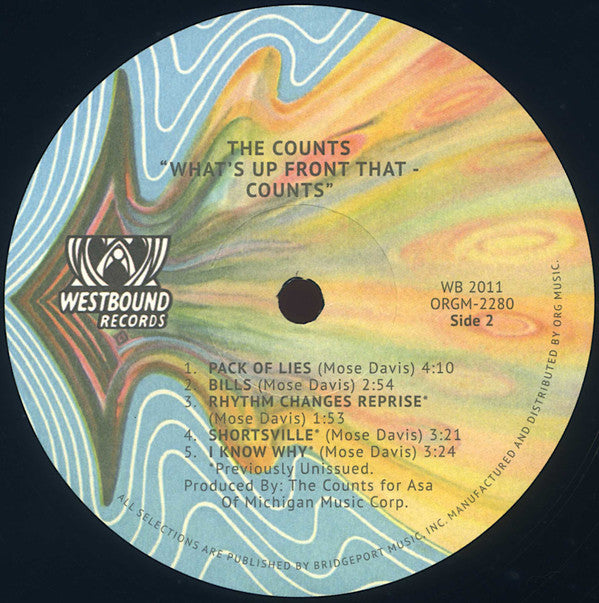 THE COUNTS
"WHAT'S UP FRONT THAT -
COUNTS"
WESTBOUND
RECORDS
WB 2011
ORGM-2280
Side 2
1. PACK OF LIES (Mose Davis) 4:10
2. BILLS (Mose Davis) 2:54
3. RHYTHM CHANGES REPRISE*
(Mose Davis) 1:53
4. SHORTSVILLE* (Mose Davis) 3:21
5. I KNOW WHY* (Mose Davis) 3:24
*Previously Unissued.
Produced By: The Counts for Asa
Of Michigan Music Corp.
ALL SELECTIONS ARE PUBLISHED BY BRIDGEPORT MUSIC, INC. MANUFACTURED AND DISTRIBUTED BY ORG MUSIC.